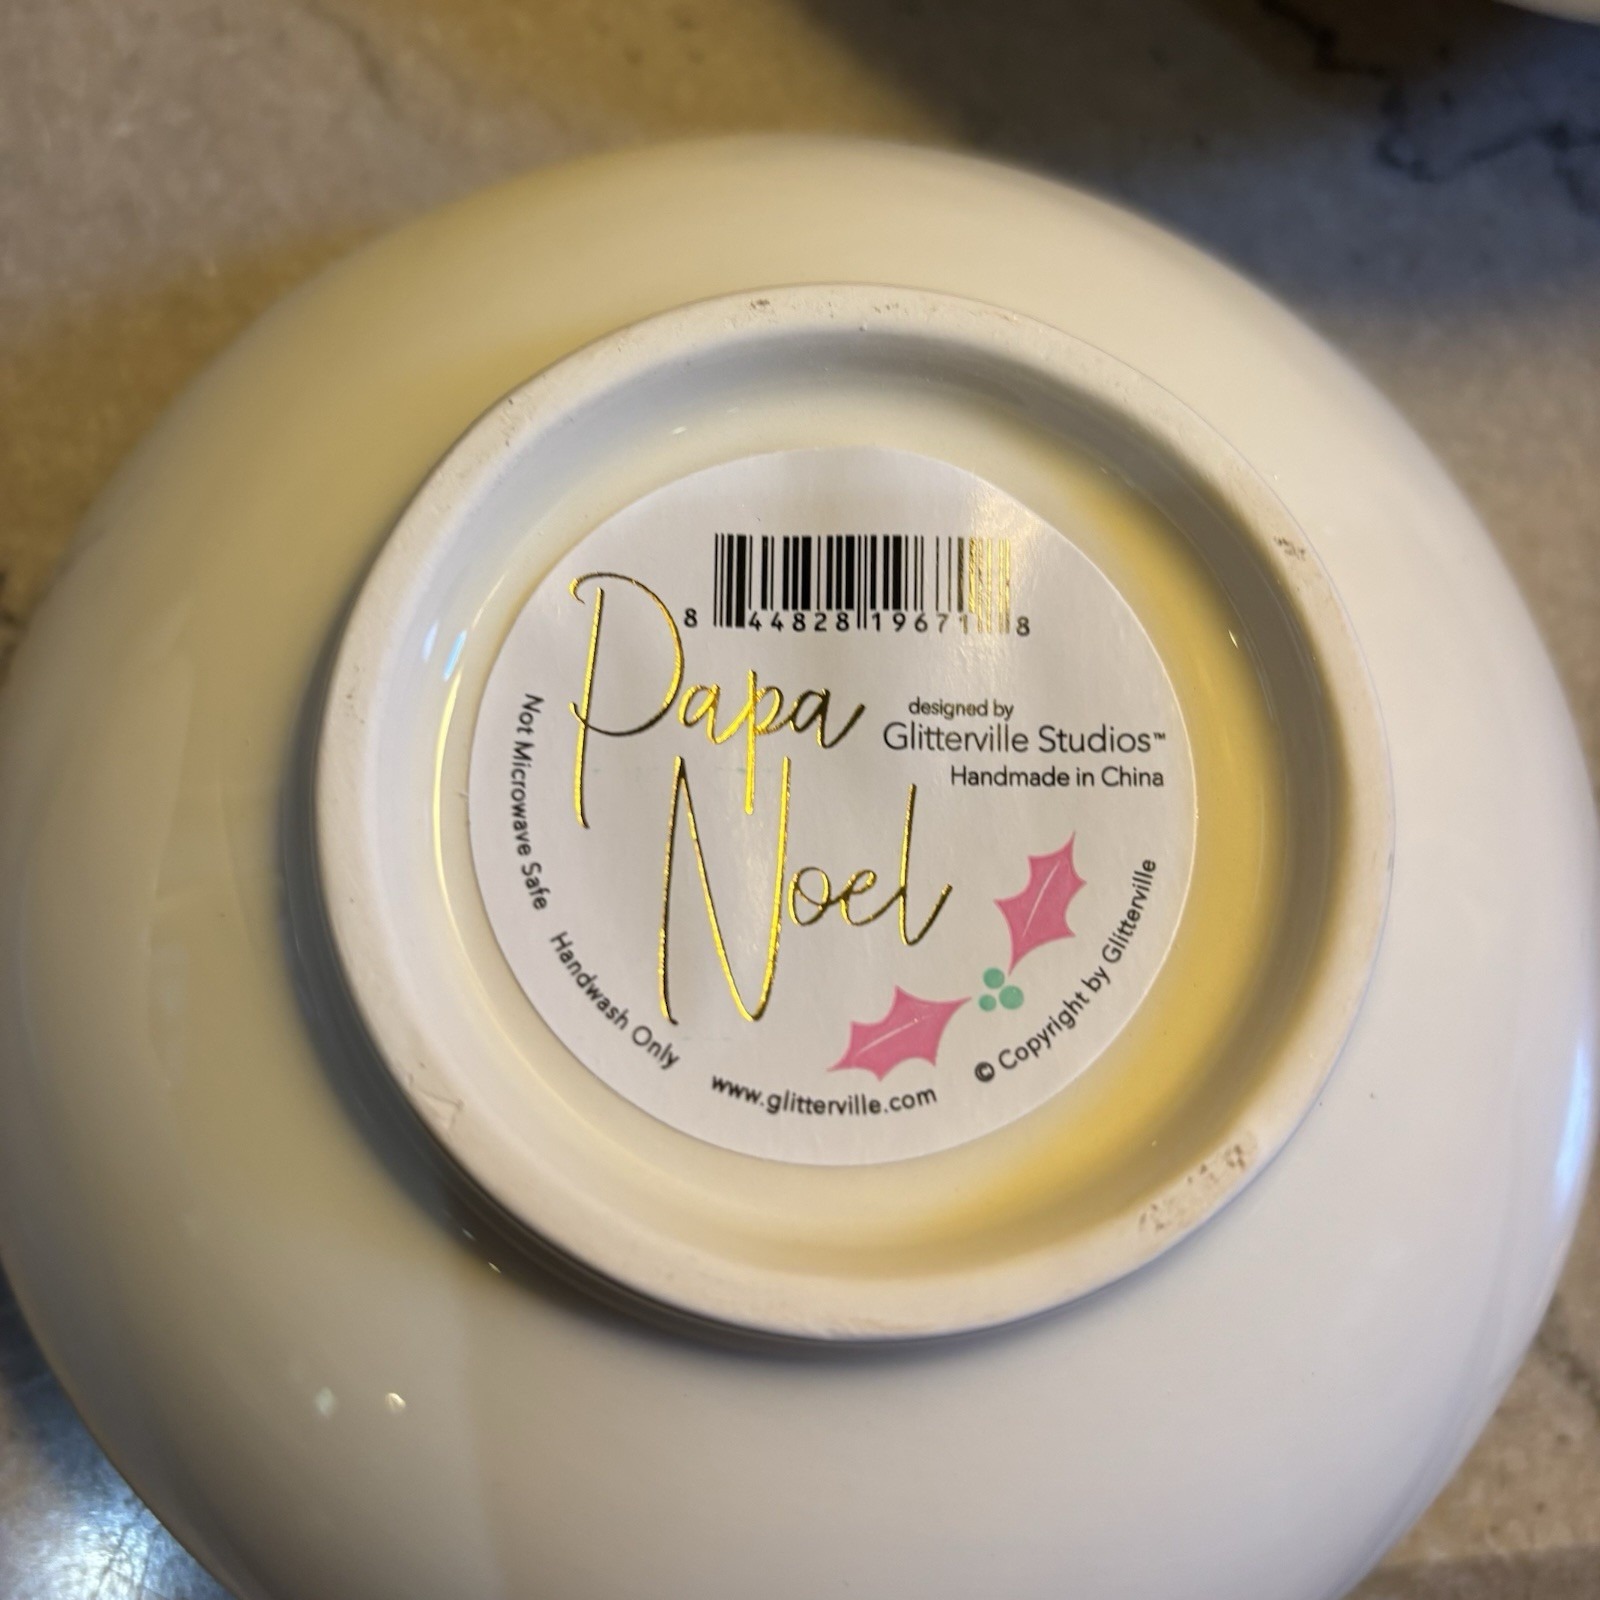 8 44828 19671 8
Papa
Noel
designed by
Glitterville Studios™
Handmade in China
Not Microwave Safe
Handwash Only
www.glitterville.com
© Copyright by Glitterville